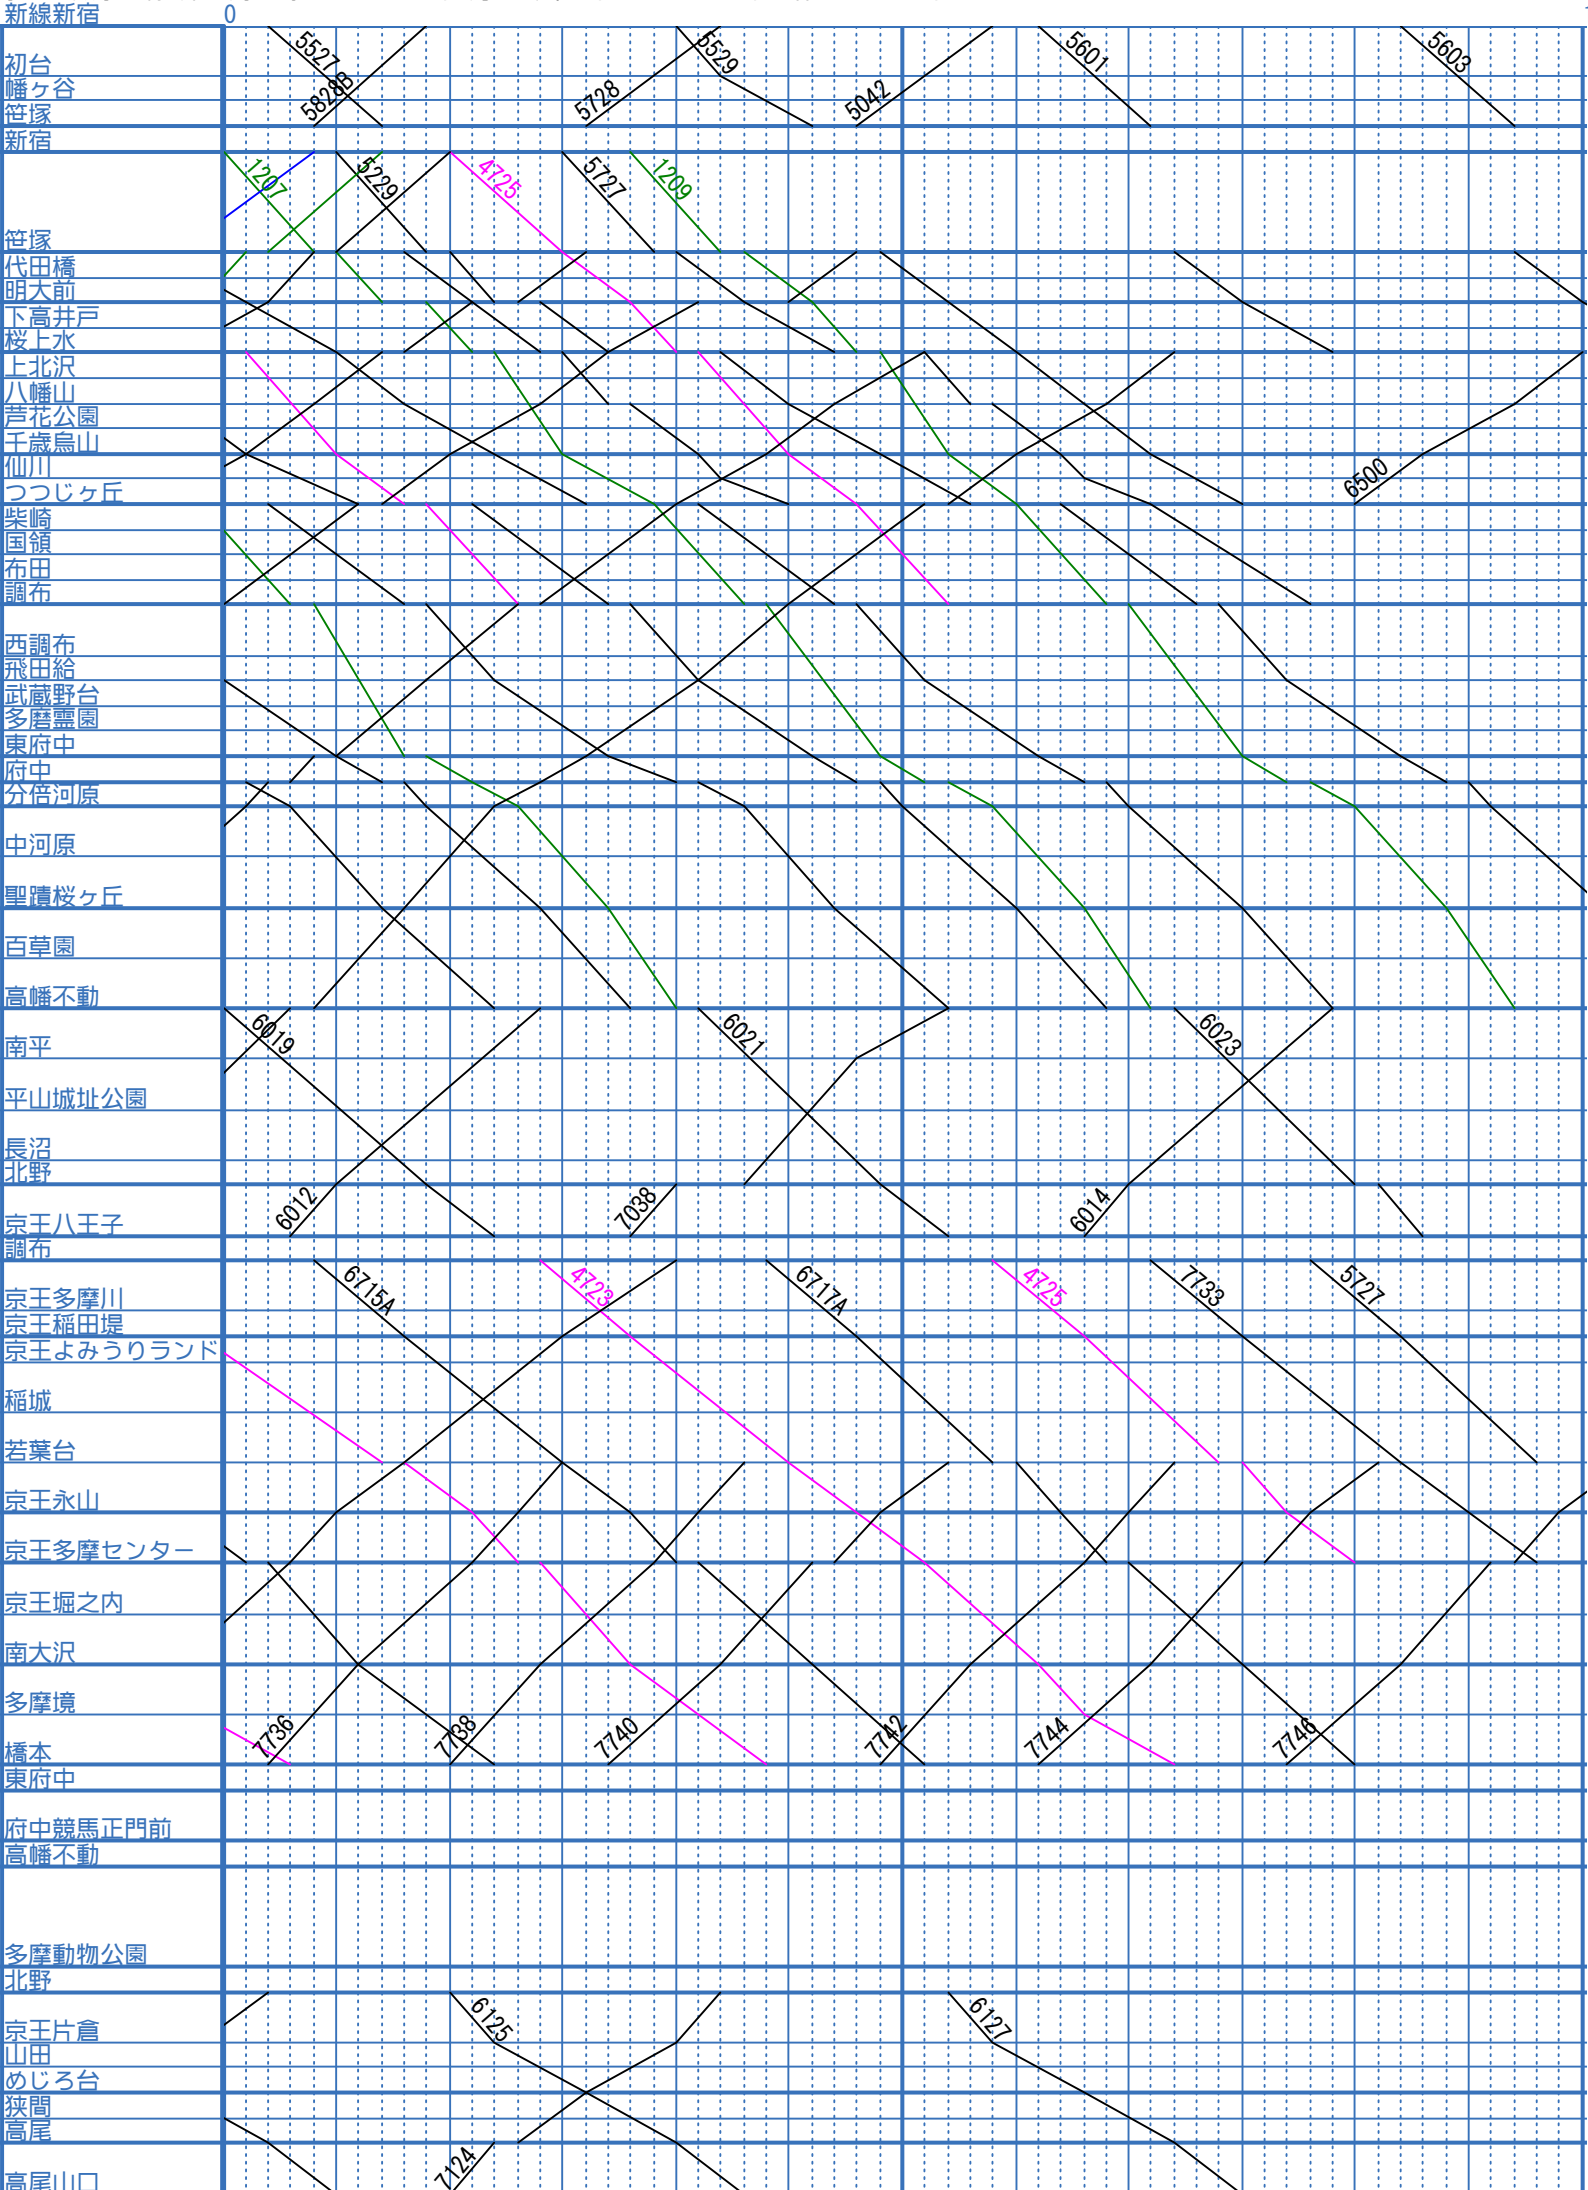 新線新宿 0
5527 5529 5601 5603
初台
幡ヶ谷
5828B 5728 5042
笹塚
新宿
1207 5229 4725 5727 1209
笹塚
代田橋
明大前
下高井戸
桜上水
上北沢
八幡山
芦花公園
千歳烏山
仙川
6500
つつじヶ丘
柴崎
国領
布田
調布
西調布
飛田給
武蔵野台
多磨霊園
東府中
府中
分倍河原
中河原
聖蹟桜ヶ丘
百草園
高幡不動
6019 6021 6023
南平
平山城址公園
長沼
北野
6012 7038 6014
京王八王子
調布
6715A 4723 6717A 4725 7733 5727
京王多摩川
京王稲田堤
京王よみうりランド
稲城
若葉台
京王永山
京王多摩センター
京王堀之内
南大沢
多摩境
7736 7738 7740 7742 7744 7746
橋本
東府中
府中競馬正門前
高幡不動
多摩動物公園
北野
6125 6127
京王片倉
山田
めじろ台
狭間
高尾
7124
高尾山口